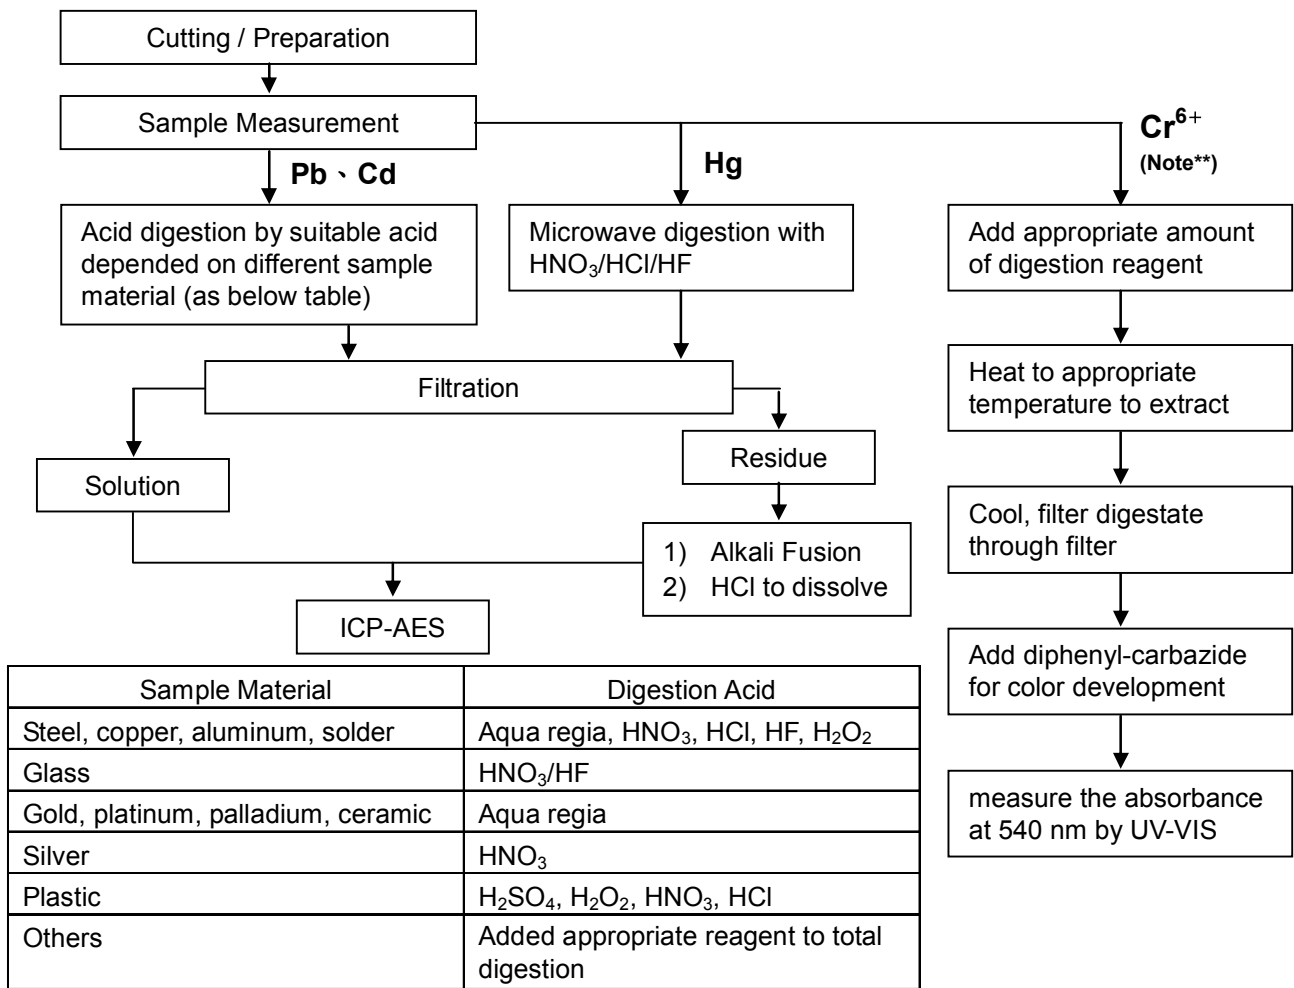 Cutting / Preparation
Sample Measurement
Pb、Cd
Hg
Cr⁶⁺
(Note**)
Acid digestion by suitable acid
depended on different sample
material (as below table)
Microwave digestion with
HNO₃/HCl/HF
Add appropriate amount
of digestion reagent
Filtration
Heat to appropriate
temperature to extract
Solution
Residue
Cool, filter digestate
through filter
1) Alkali Fusion
2) HCl to dissolve
ICP-AES
Add diphenyl-carbazide
for color development
measure the absorbance
at 540 nm by UV-VIS
Sample Material Digestion Acid
Steel, copper, aluminum, solder Aqua regia, HNO₃, HCl, HF, H₂O₂
Glass HNO₃/HF
Gold, platinum, palladium, ceramic Aqua regia
Silver HNO₃
Plastic H₂SO₄, H₂O₂, HNO₃, HCl
Others Added appropriate reagent to total
digestion